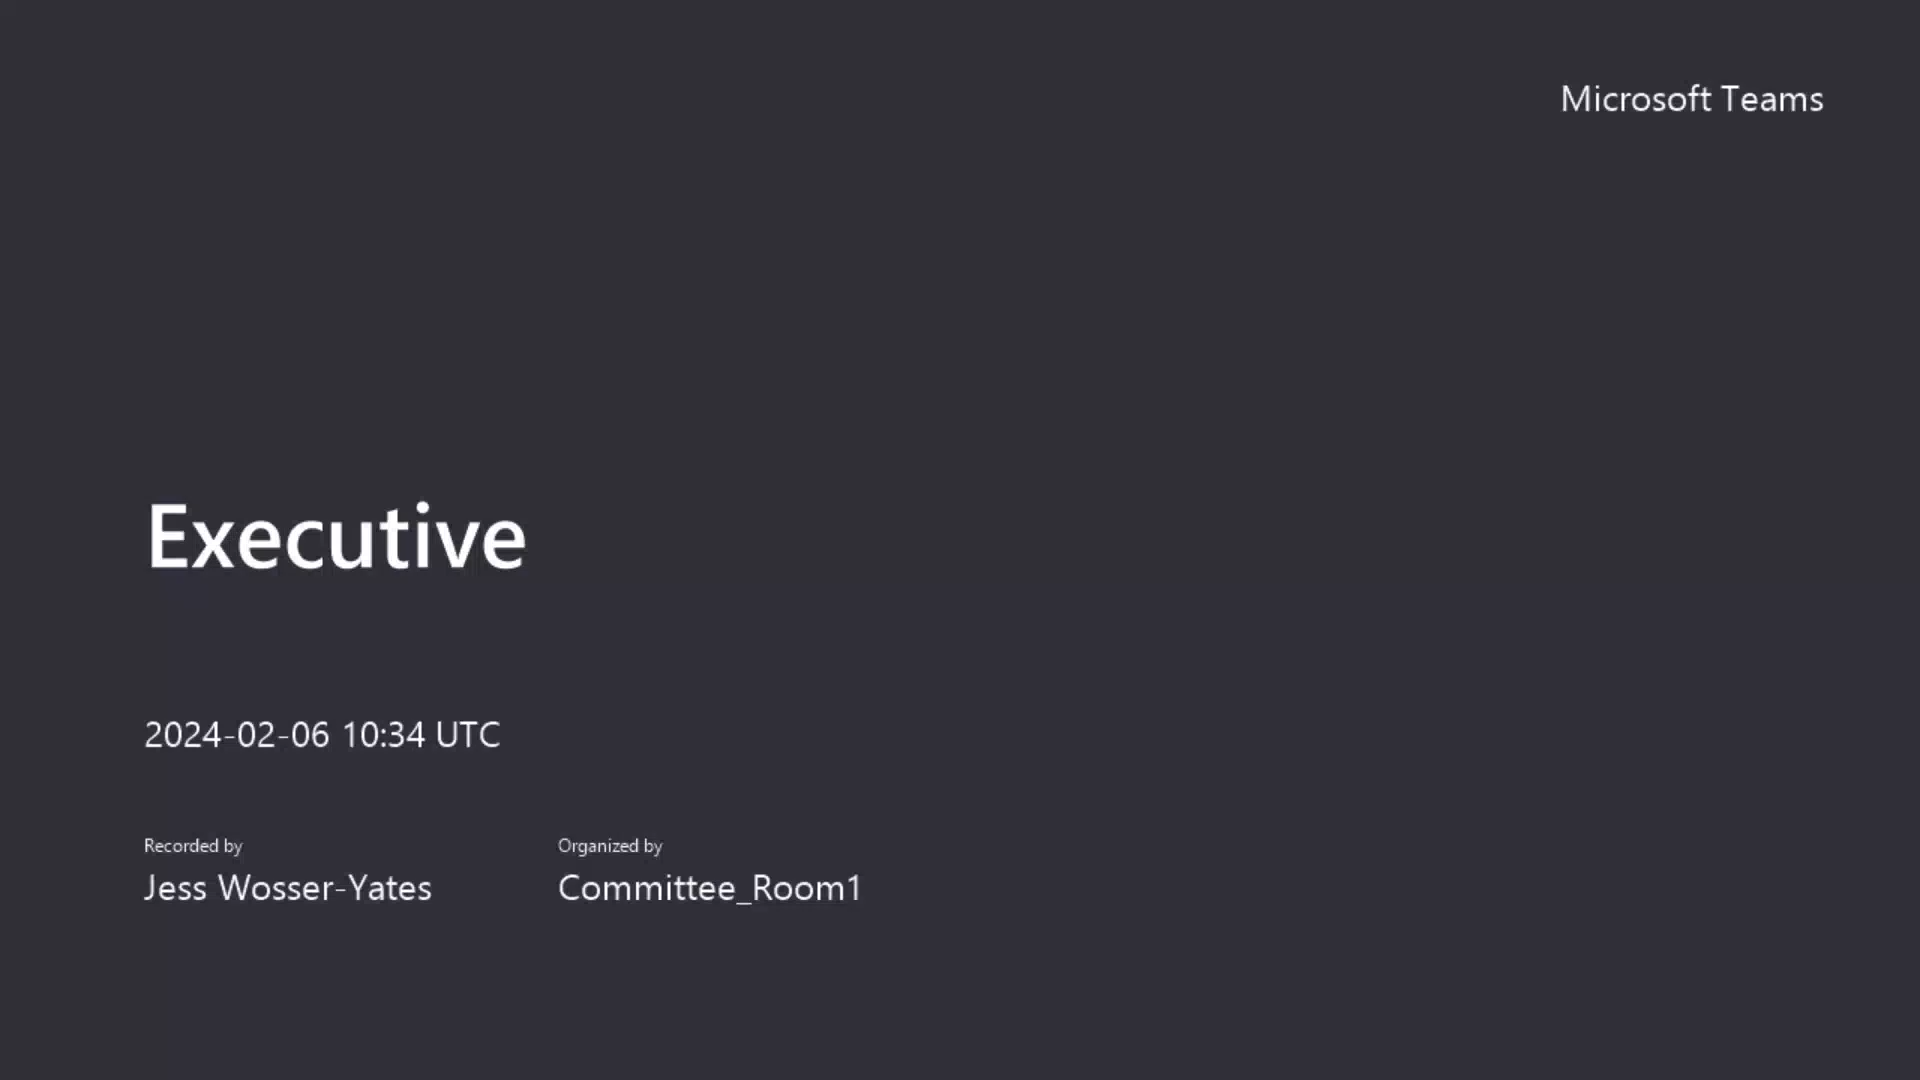 Microsoft Teams
Executive
2024-02-06 10:34 UTC
Recorded by
Jess Wosser-Yates
Organized by
Committee_Room1